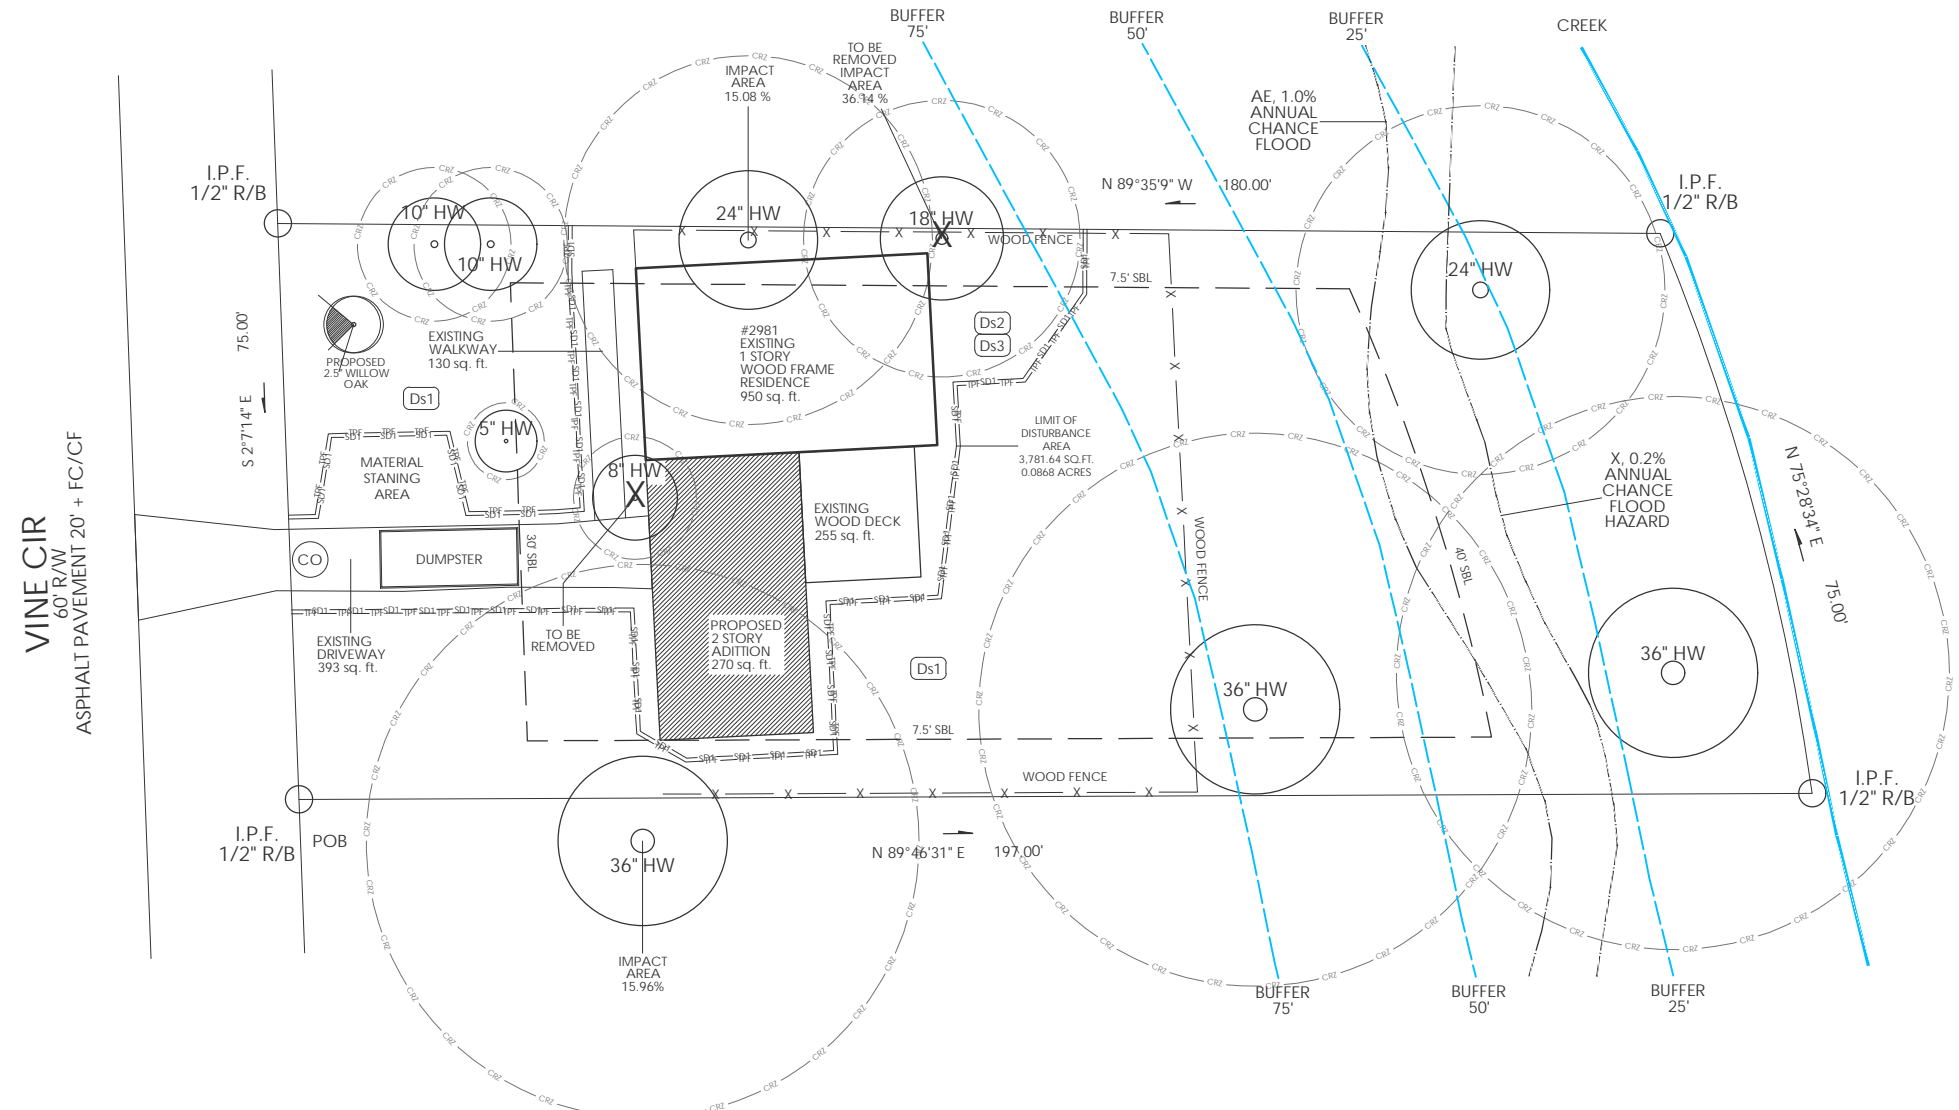 BUFFER
75'
BUFFER
50'
BUFFER
25'
CREEK
TO BE
REMOVED
IMPACT
AREA
36.14 %
IMPACT
AREA
15.08 %
AE, 1.0%
ANNUAL
CHANCE
FLOOD
I.P.F.
1/2" R/B
N 89°35'9" W 180.00'
I.P.F.
1/2" R/B
10" HW
10" HW
24" HW
18" HW
X
WOOD FENCE
24" HW
7.5' SBL
75.00'
S 2°7'14" E
PROPOSED
2.5" WILLOW
OAK
EXISTING
WALKWAY
130 sq. ft.
#2981
EXISTING
1 STORY
WOOD FRAME
RESIDENCE
950 sq. ft.
Ds2
Ds3
Ds1
5" HW
8" HW
X
LIMIT OF
DISTURBANCE
AREA
3,781.64 SQ.FT.
0.0868 ACRES
MATERIAL
STANING
AREA
EXISTING
WOOD DECK
255 sq. ft.
X, 0.2%
ANNUAL
CHANCE
FLOOD
HAZARD
N 75°28'34" E
75.00'
VINE CIR
60' R/W
ASPHALT PAVEMENT 20' + FC/CF
CO
DUMPSTER
30' SBL
WOOD FENCE
40' SBL
EXISTING
DRIVEWAY
393 sq. ft.
TO BE
REMOVED
PROPOSED
2 STORY
ADITTION
270 sq. ft.
Ds1
36" HW
36" HW
7.5' SBL
WOOD FENCE
I.P.F.
1/2" R/B
I.P.F.
1/2" R/B
POB
36" HW
N 89°46'31" E 197.00'
IMPACT
AREA
15.96%
BUFFER
75'
BUFFER
50'
BUFFER
25'